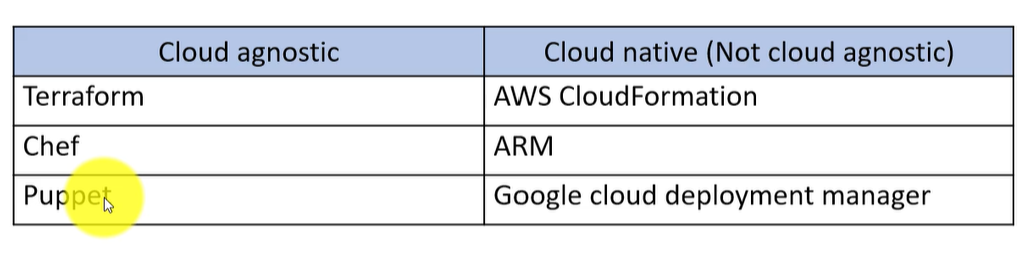 Cloud agnostic
Cloud native (Not cloud agnostic)
Terraform
AWS CloudFormation
Chef
ARM
Puppet
Google cloud deployment manager